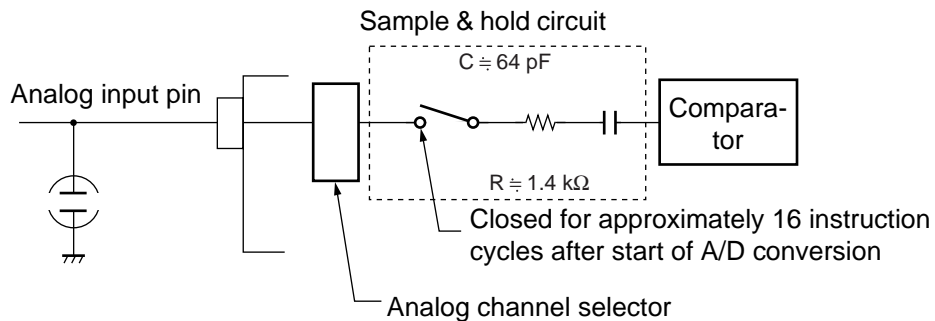 Sample & hold circuit
C ≒ 64 pF
Analog input pin
Compara-
tor
R ≒ 1.4 kΩ
Closed for approximately 16 instruction
cycles after start of A/D conversion
Analog channel selector